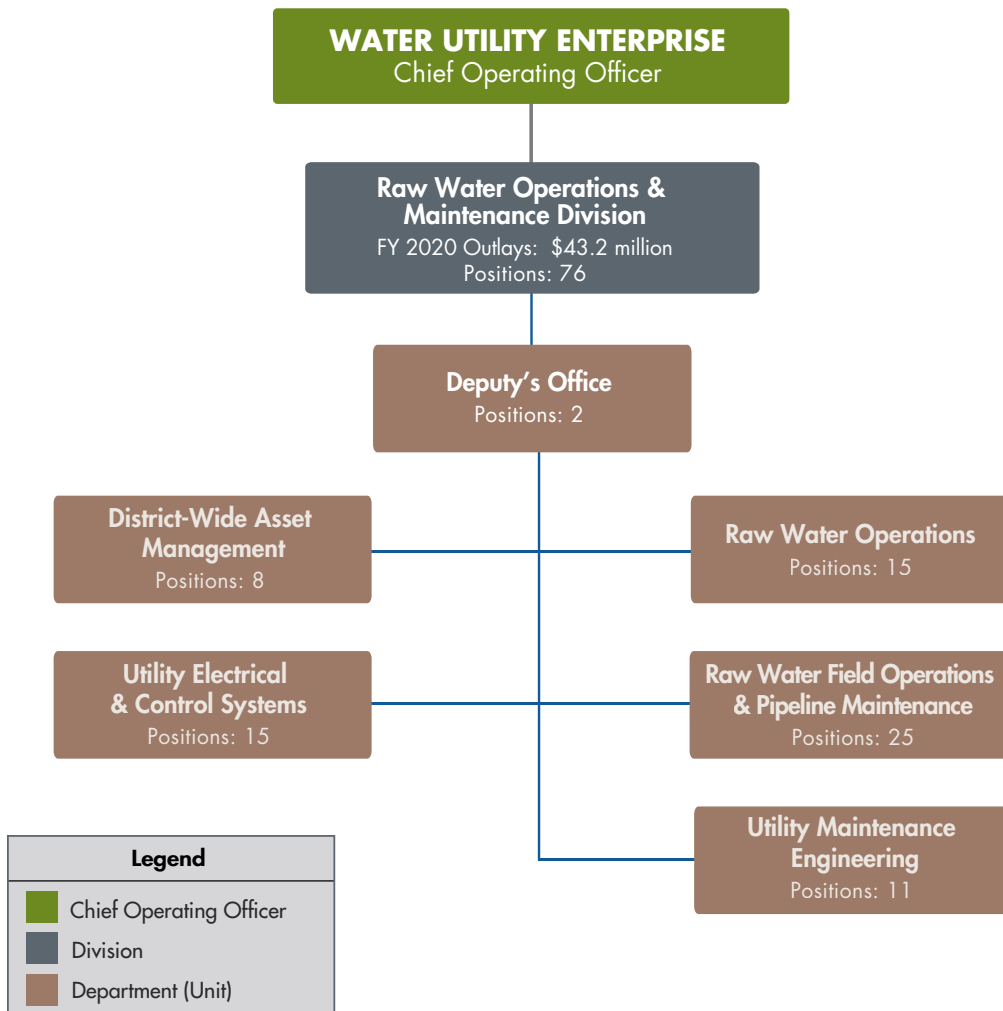 WATER UTILITY ENTERPRISE
Chief Operating Officer
Raw Water Operations &
Maintenance Division
FY 2020 Outlays: $43.2 million
Positions: 76
Deputy’s Office
Positions: 2
District-Wide Asset
Management
Positions: 8
Raw Water Operations
Positions: 15
Utility Electrical
& Control Systems
Positions: 15
Raw Water Field Operations
& Pipeline Maintenance
Positions: 25
Utility Maintenance
Engineering
Positions: 11
Legend
Chief Operating Officer
Division
Department (Unit)